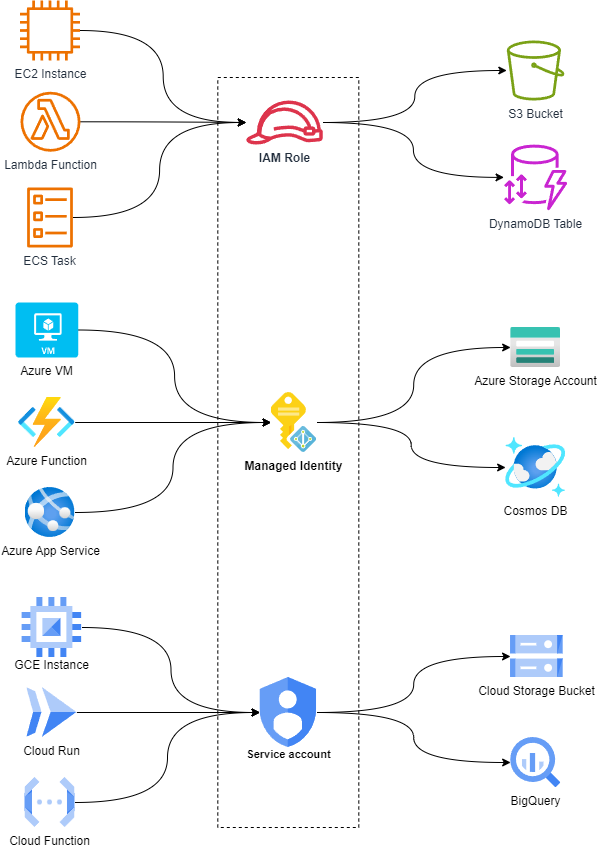 EC2 Instance
Lambda Function
ECS Task
IAM Role
S3 Bucket
DynamoDB Table
VM
Azure VM
Azure Function
Azure App Service
Managed Identity
Azure Storage Account
Cosmos DB
GCE Instance
Cloud Run
Cloud Function
Service account
Cloud Storage Bucket
BigQuery